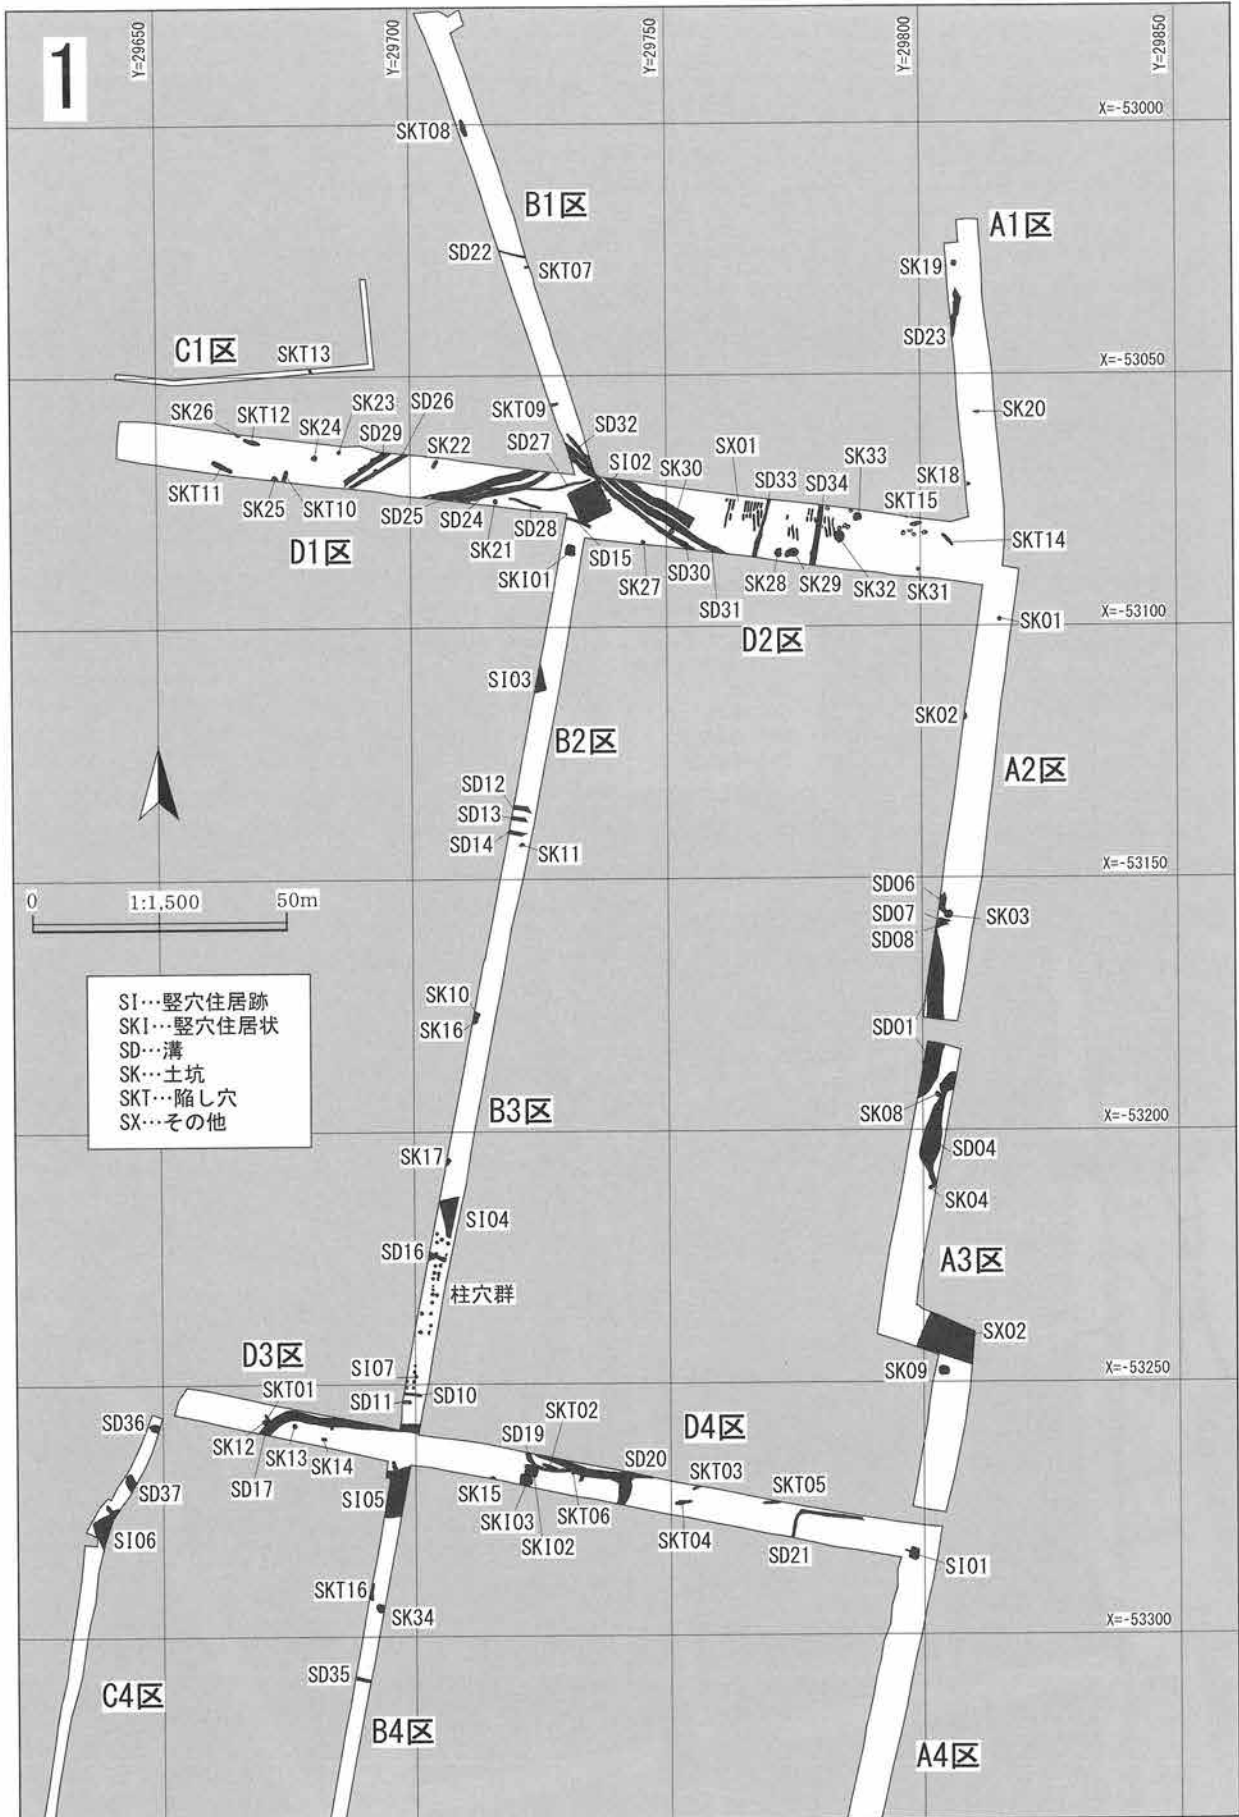 1
Y=29650
Y=29700
Y=29750
Y=29800
Y=29850
X=-53000
SKT08
B1区
A1区
SD22
SKT07
SK19
SD23
C1区
SKT13
X=-53050
SKT09
SK20
SK26
SKT12
SK24
SK23
SD29
SD26
SK22
SD27
SD32
SI02
SK30
SX01
SD33
SD34
SK33
SK18
SKT15
SKT11
SK25
SKT10
SD25
SD24
SK21
SD28
SKT14
D1区
SKI01
SD15
SK27
SD30
SD31
SK28
SK29
SK32
SK31
D2区
X=-53100
SK01
SI03
SK02
B2区
A2区
SD12
SD13
SD14
SK11
X=-53150
0
1:1,500
50m
SD06
SD07
SD08
SK03
SI…竪穴住居跡
SKI…竪穴住居状
SD…溝
SK…土坑
SKT…陥し穴
SX…その他
SK10
SK16
SD01
B3区
SK08
X=-53200
SK17
SD04
SK04
SI04
SD16
A3区
柱穴群
SX02
D3区
SI07
SK09
X=-53250
SKT01
SD11
SD10
D4区
SD36
SK12
SK13
SK14
SD17
SD19
SKT02
SD20
SKT03
SKT05
SD37
SI05
SK15
SKI03
SKI02
SKT06
SKT04
SD21
SI06
SI01
SKT16
SK34
X=-53300
SD35
C4区
B4区
A4区